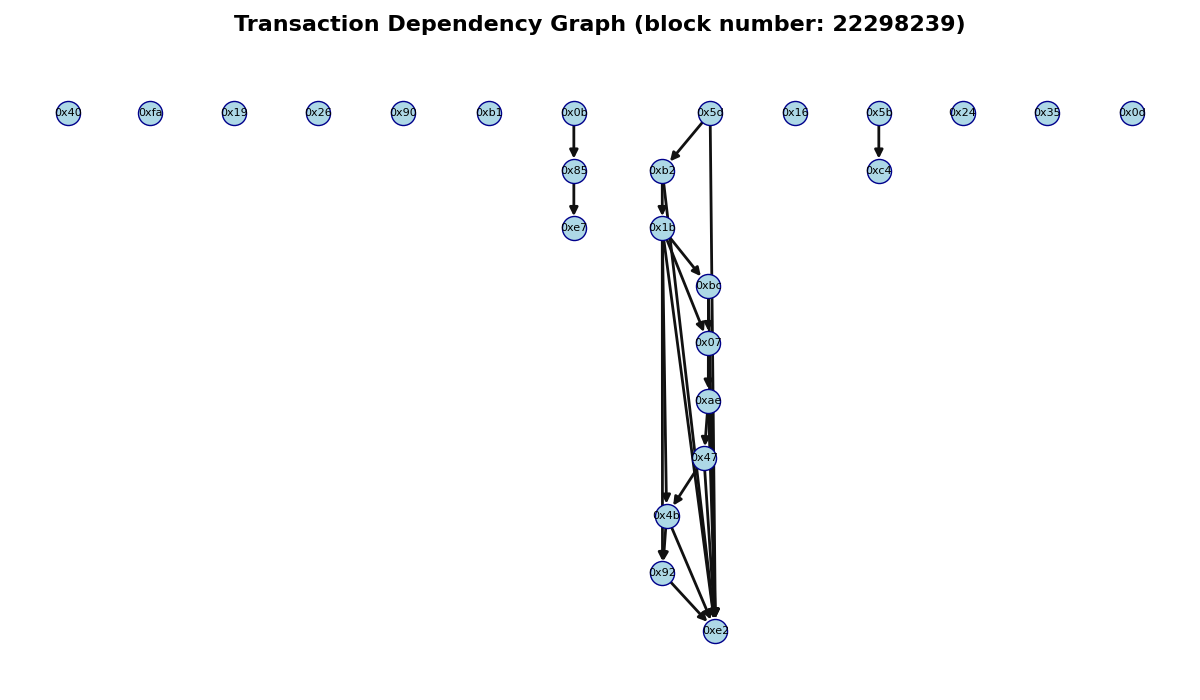 Transaction Dependency Graph (block number: 22298239)
0x40 0xfa 0x19 0x26 0x90 0xb1 0x0b 0x5d 0x16 0x5b 0x24 0x35 0x0d
0x85 0xb2 0xc4
0xe7 0x1b
0xbc
0x07
0xae
0x47
0x4b
0x92
0xe2